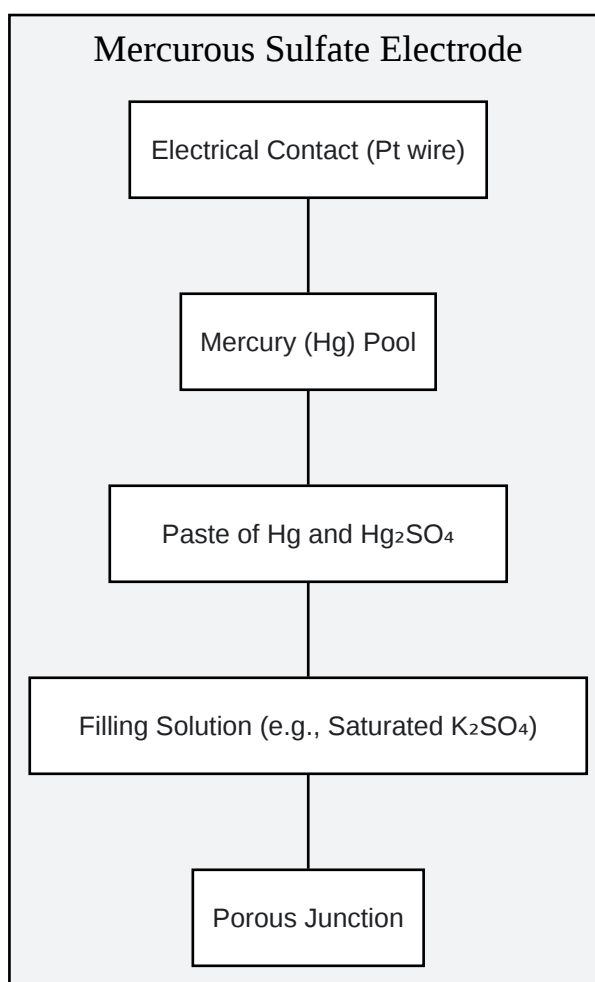 Mercurous Sulfate Electrode
Electrical Contact (Pt wire)
Mercury (Hg) Pool
Paste of Hg and Hg₂SO₄
Filling Solution (e.g., Saturated K₂SO₄)
Porous Junction